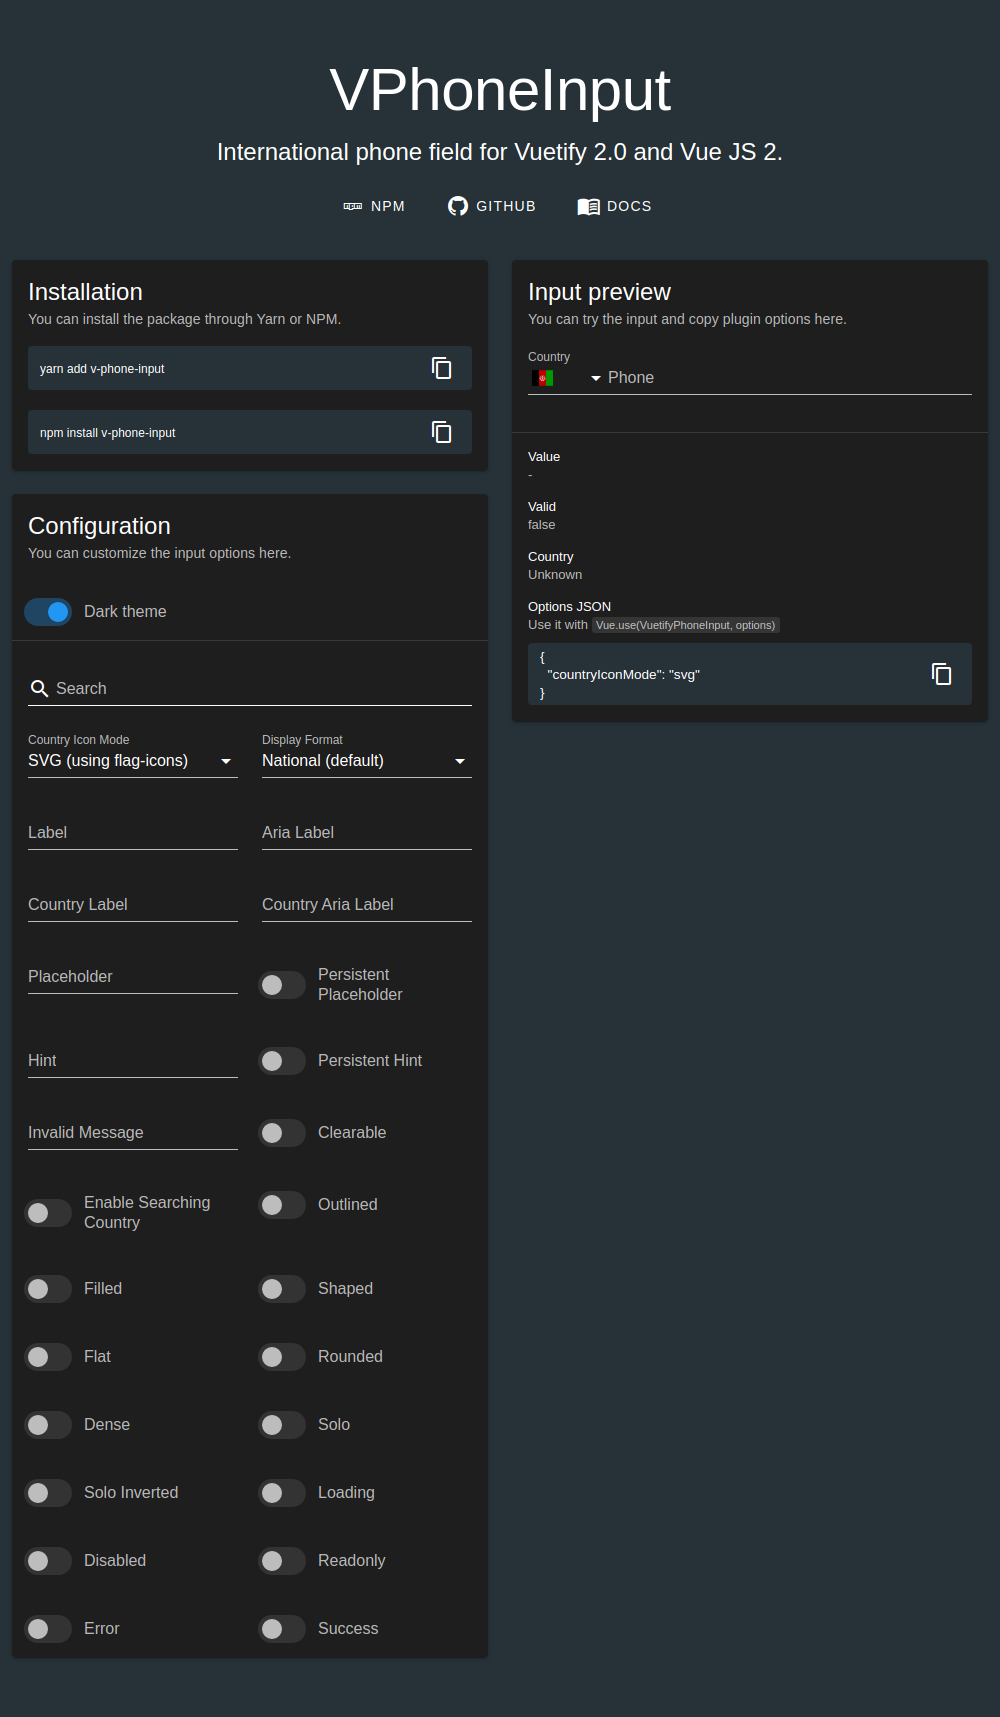 VPhoneInput
International phone field for Vuetify 2.0 and Vue JS 2.
NPM
GITHUB
DOCS
Installation
You can install the package through Yarn or NPM.
yarn add v-phone-input
npm install v-phone-input
Configuration
You can customize the input options here.
Dark theme
Search
Country Icon Mode
SVG (using flag-icons)
Display Format
National (default)
Label
Aria Label
Country Label
Country Aria Label
Placeholder
Persistent
Placeholder
Hint
Persistent Hint
Invalid Message
Clearable
Enable Searching
Country
Outlined
Filled
Shaped
Flat
Rounded
Dense
Solo
Solo Inverted
Loading
Disabled
Readonly
Error
Success
Input preview
You can try the input and copy plugin options here.
Country
Phone
Value
-
Valid
false
Country
Unknown
Options JSON
Use it with Vue.use(VuetifyPhoneInput, options)
{
"countryIconMode": "svg"
}